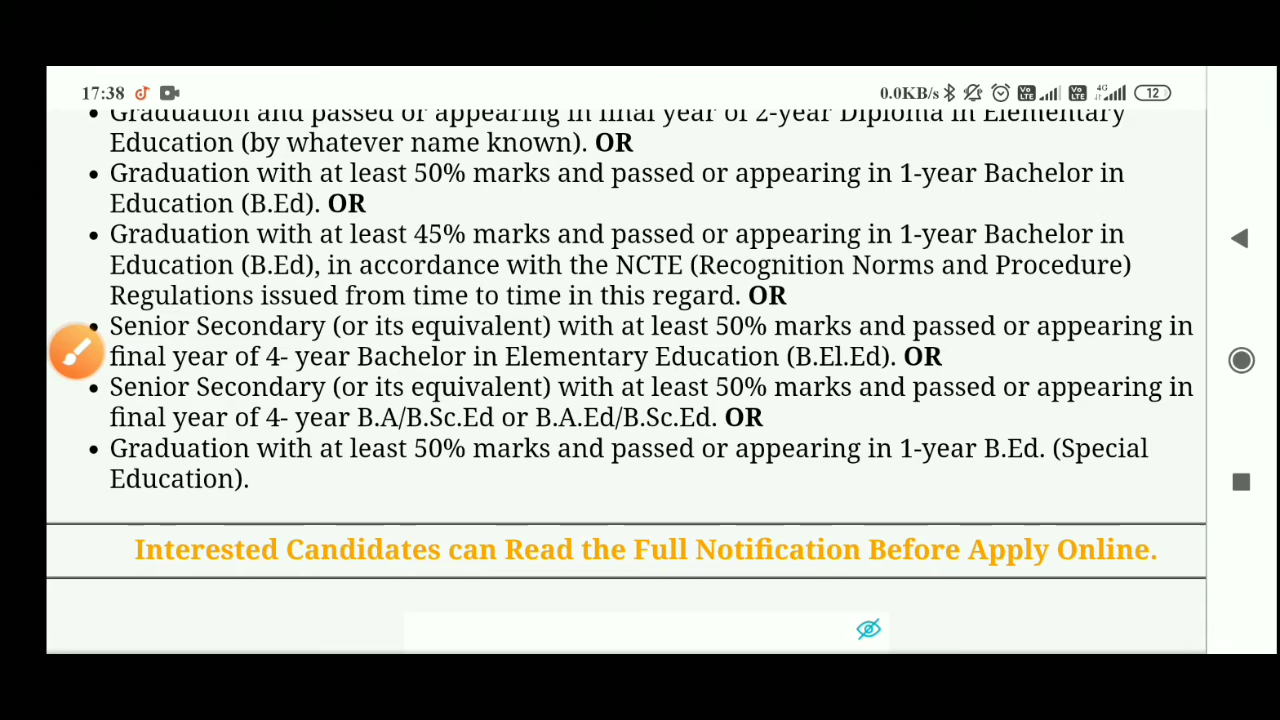 17:38 0.0KB/s Vo LTE Vo LTE 4G 12
Graduation and passed or appearing in final year of 2-year Diploma in Elementary
Education (by whatever name known). OR
• Graduation with at least 50% marks and passed or appearing in 1-year Bachelor in
Education (B.Ed). OR
• Graduation with at least 45% marks and passed or appearing in 1-year Bachelor in
Education (B.Ed), in accordance with the NCTE (Recognition Norms and Procedure)
Regulations issued from time to time in this regard. OR
• Senior Secondary (or its equivalent) with at least 50% marks and passed or appearing in
final year of 4- year Bachelor in Elementary Education (B.El.Ed). OR
• Senior Secondary (or its equivalent) with at least 50% marks and passed or appearing in
final year of 4- year B.A/B.Sc.Ed or B.A.Ed/B.Sc.Ed. OR
• Graduation with at least 50% marks and passed or appearing in 1-year B.Ed. (Special
Education).
Interested Candidates can Read the Full Notification Before Apply Online.